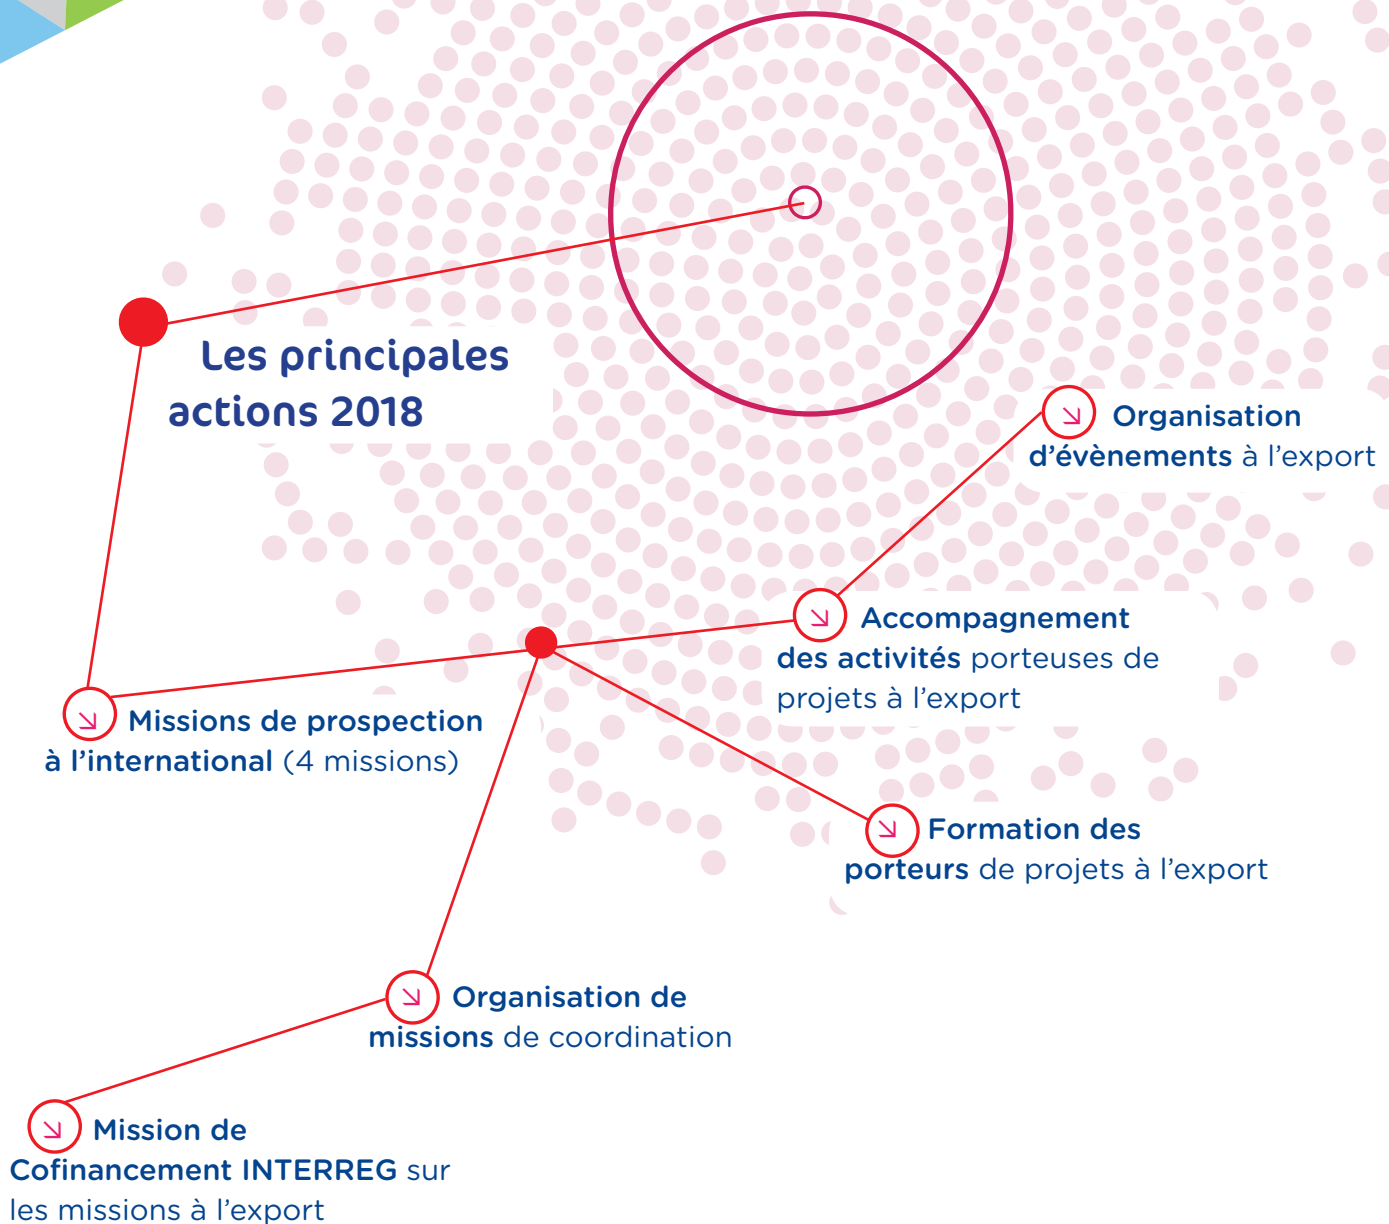 Les principales
actions 2018
Organisation
d’évènements à l’export
Accompagnement
des activités porteuses de
projets à l’export
Missions de prospection
à l’international (4 missions)
Formation des
porteurs de projets à l’export
Organisation de
missions de coordination
Mission de
Cofinancement INTERREG sur
les missions à l’export